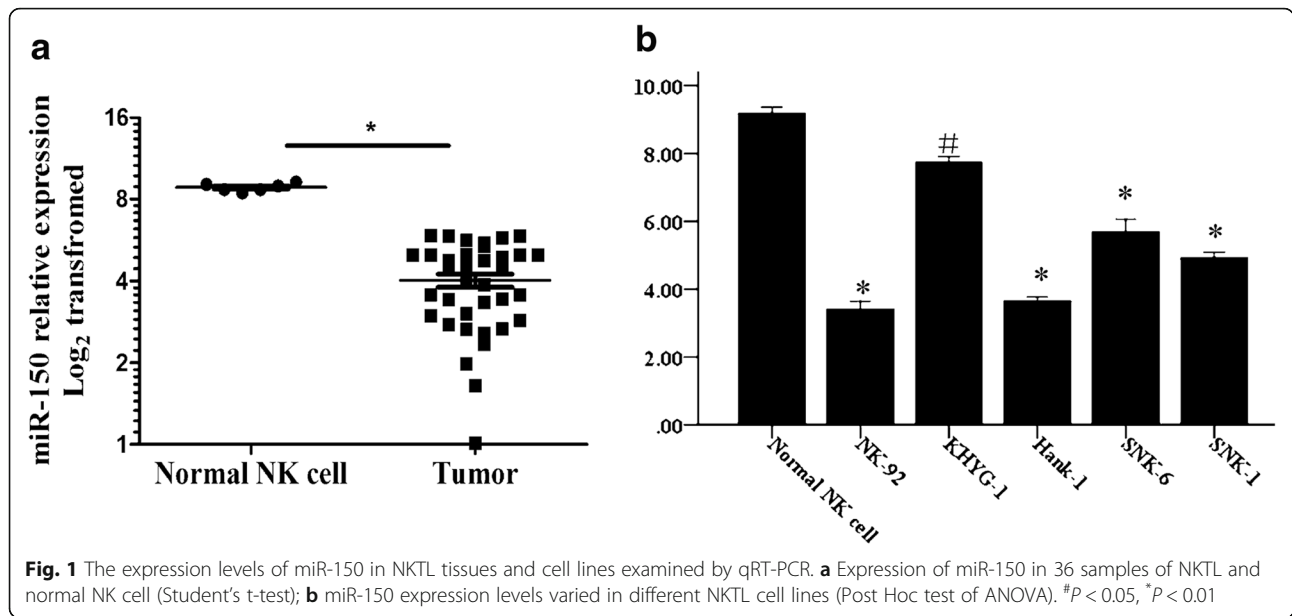 a
miR-150 relative expression
Log2 transfromed
16
8
4
2
1
*
Normal NK cell
Tumor
b
10.00
8.00
6.00
4.00
2.00
.00
*
#
*
*
*
Normal NK cell
NK-92
KHYG-1
Hank-1
SNK-6
SNK-1
Fig. 1 The expression levels of miR-150 in NKTL tissues and cell lines examined by qRT-PCR. a Expression of miR-150 in 36 samples of NKTL and
normal NK cell (Student's t-test); b miR-150 expression levels varied in different NKTL cell lines (Post Hoc test of ANOVA). #P < 0.05, *P < 0.01